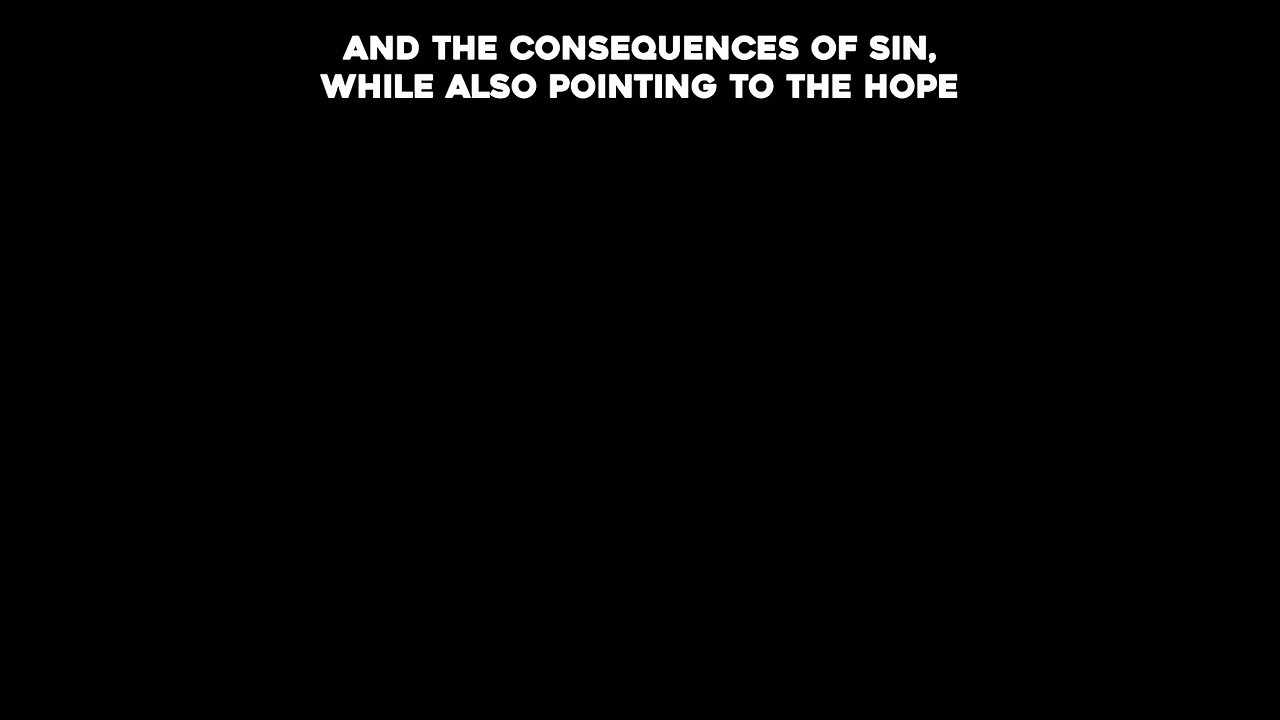 AND THE CONSEQUENCES OF SIN,
WHILE ALSO POINTING TO THE HOPE